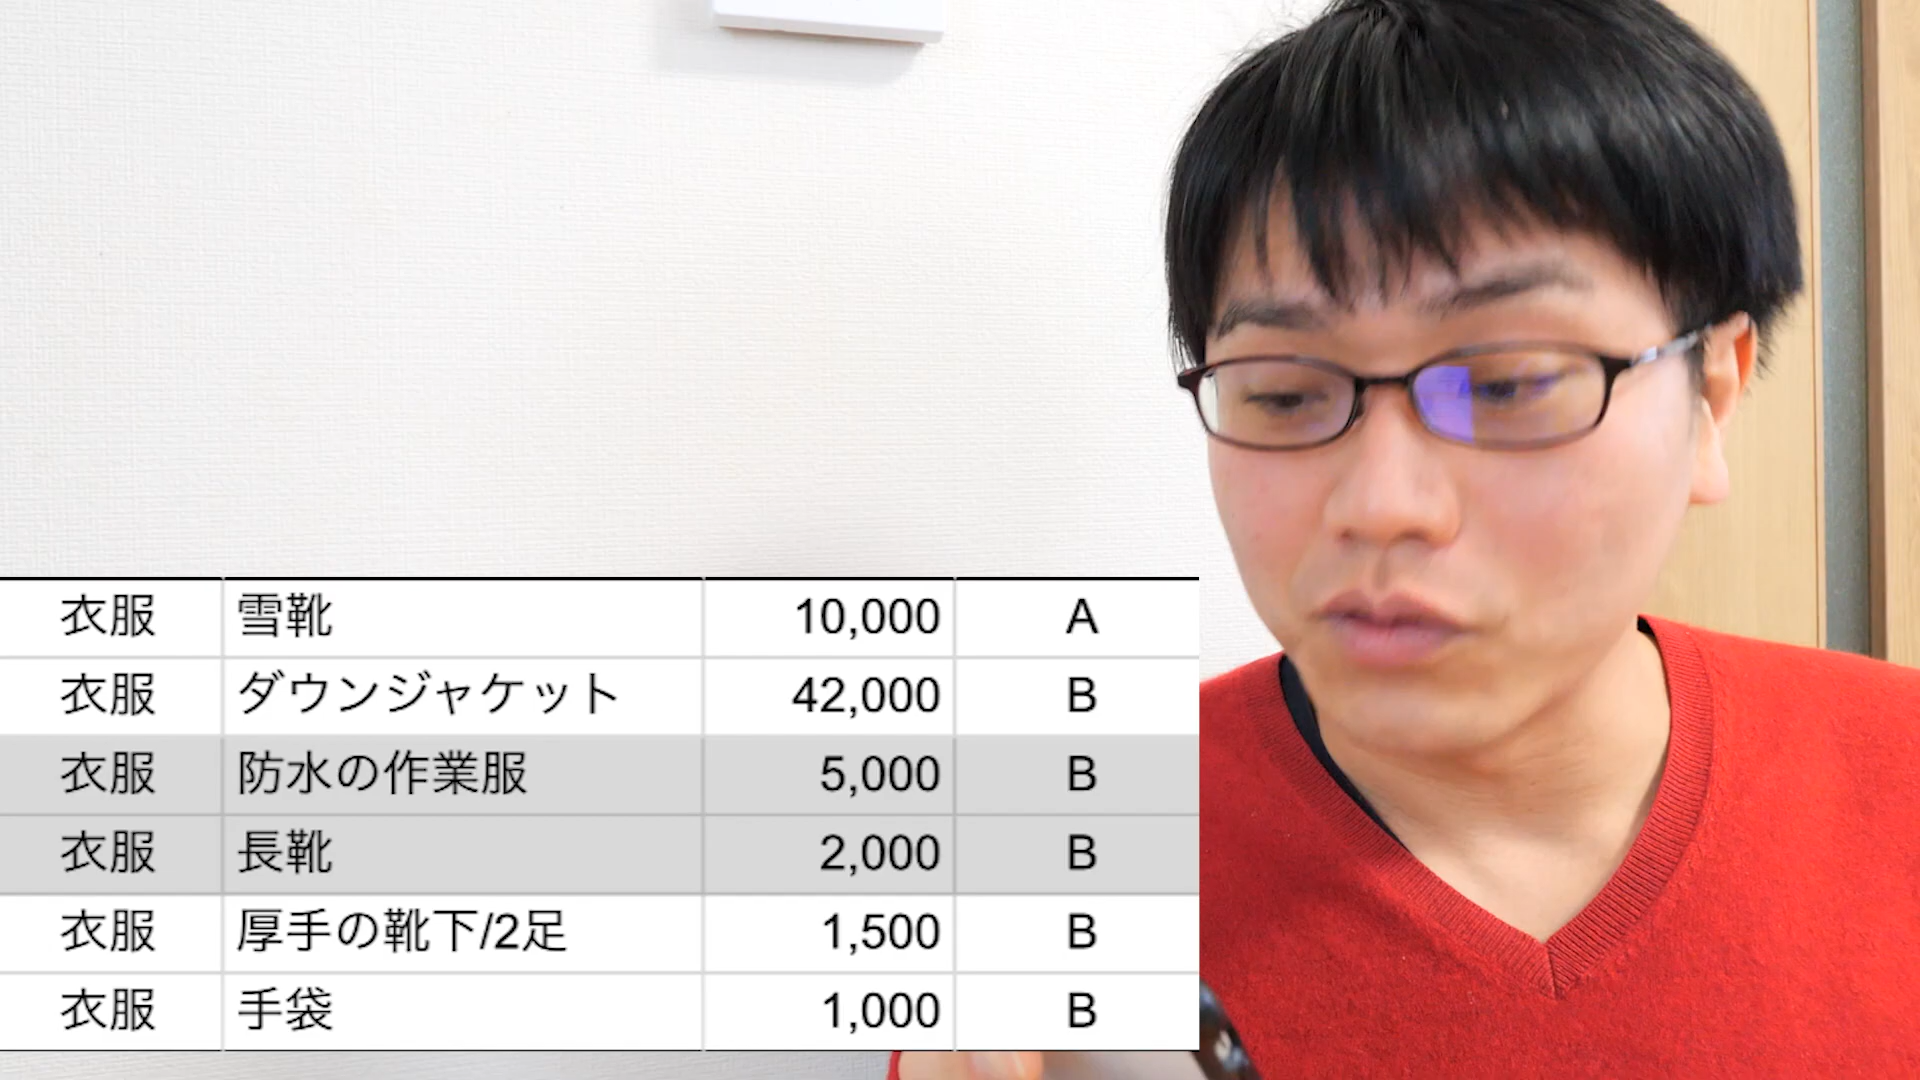 衣服 雪靴 10,000 A
衣服 ダウンジャケット 42,000 B
衣服 防水の作業服 5,000 B
衣服 長靴 2,000 B
衣服 厚手の靴下/2足 1,500 B
衣服 手袋 1,000 B